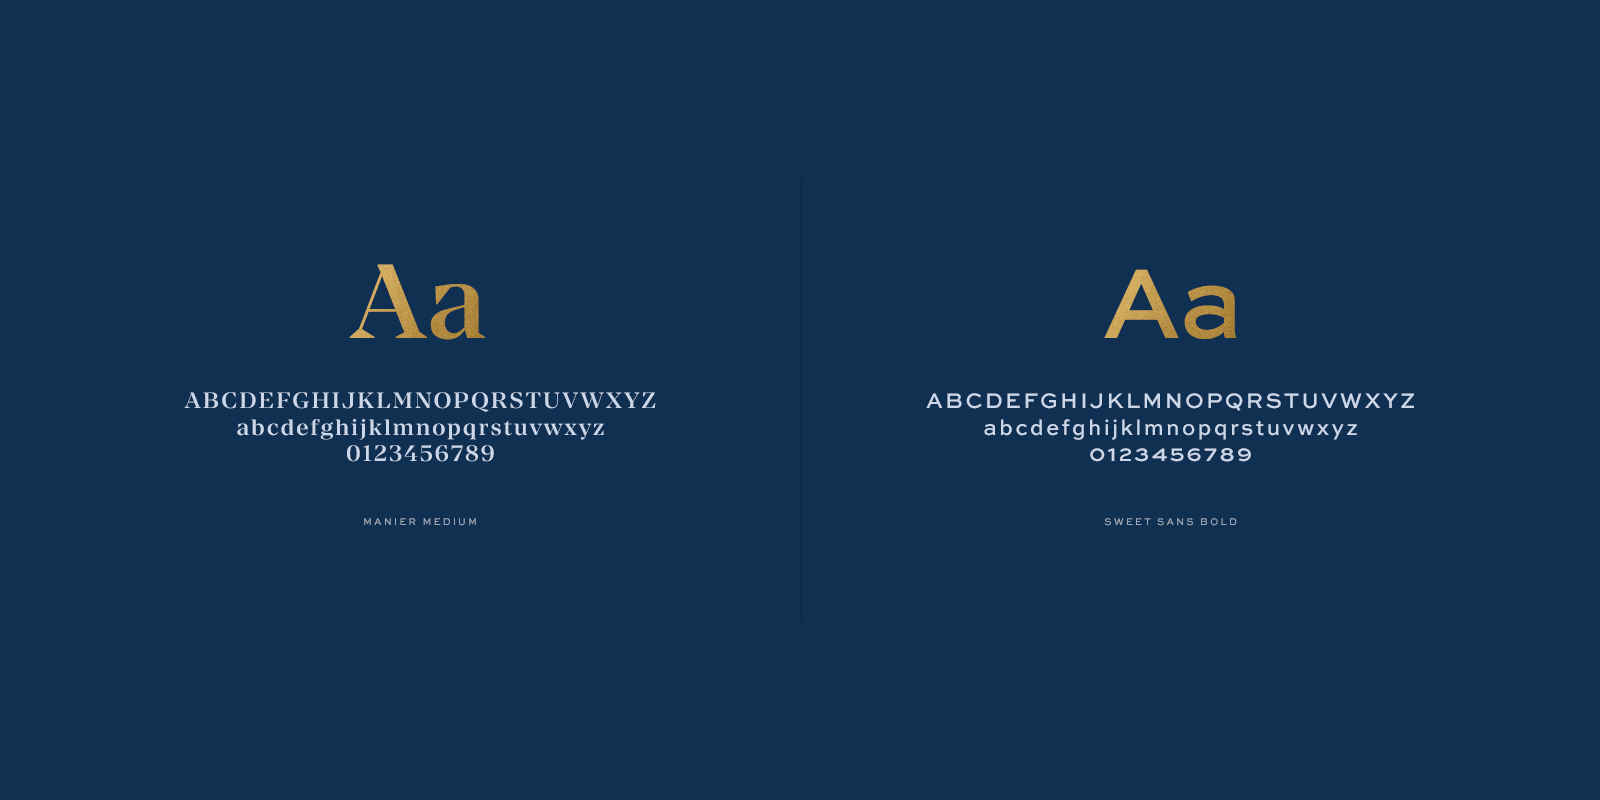 Aa
ABCDEFGHIJKLMNOPQRSTUVWXYZ
abcdefghijklmnopqrstuvwxyz
0123456789
MANIER MEDIUM
Aa
ABCDEFGHIJKLMNOPQRSTUVWXYZ
abcdefghijklmnopqrstuvwxyz
0123456789
SWEET SANS BOLD